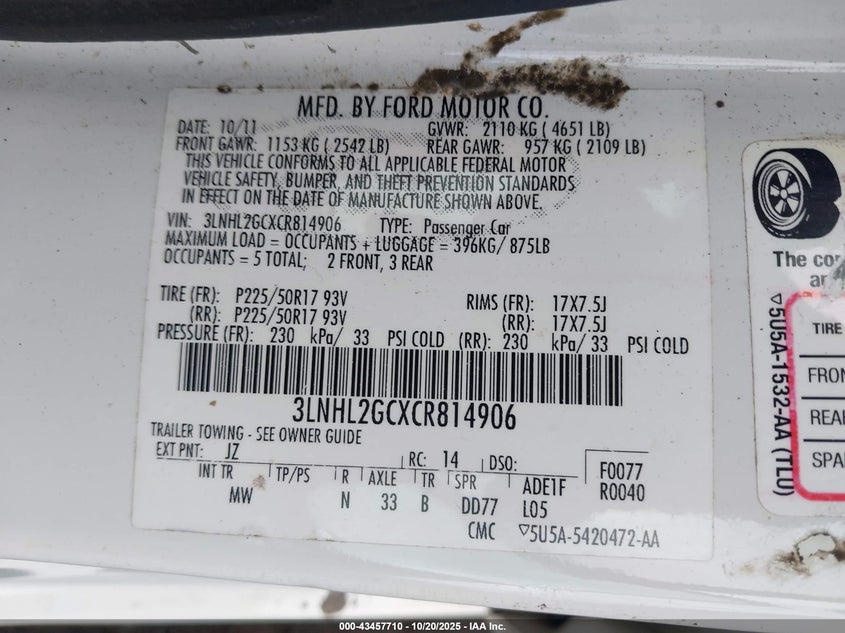 MFD. BY FORD MOTOR CO.
DATE: 10/11 GVWR: 2110 KG ( 4651 LB)
FRONT GAWR: 1153 KG ( 2542 LB) REAR GAWR: 957 KG ( 2109 LB)
THIS VEHICLE CONFORMS TO ALL APPLICABLE FEDERAL MOTOR
VEHICLE SAFETY, BUMPER, AND THEFT PREVENTION STANDARDS
IN EFFECT ON THE DATE OF MANUFACTURE SHOWN ABOVE.
VIN: 3LNHL2GCXCR814906 TYPE: Passenger Car
MAXIMUM LOAD = OCCUPANTS + LUGGAGE = 396KG/ 875LB
OCCUPANTS = 5 TOTAL; 2 FRONT, 3 REAR
TIRE (FR): P225/50R17 93V RIMS (FR): 17X7.5J
(RR): P225/50R17 93V (RR): 17X7.5J
PRESSURE (FR): 230 kPa/ 33 PSI COLD (RR): 230 kPa/ 33 PSI COLD
3LNHL2GCXCR814906
TRAILER TOWING - SEE OWNER GUIDE
EXT PNT: JZ RC: 14 DSO: F0077
INT TR TP/PS R AXLE TR SPR ADE1F R0040
MW N 33 B DD77 L05
CMC ▽5U5A-5420472-AA
The
▽5U5A-1532-AA (TLU)
TIRE
000-43457710 - 10/20/2025 - IAA Inc.